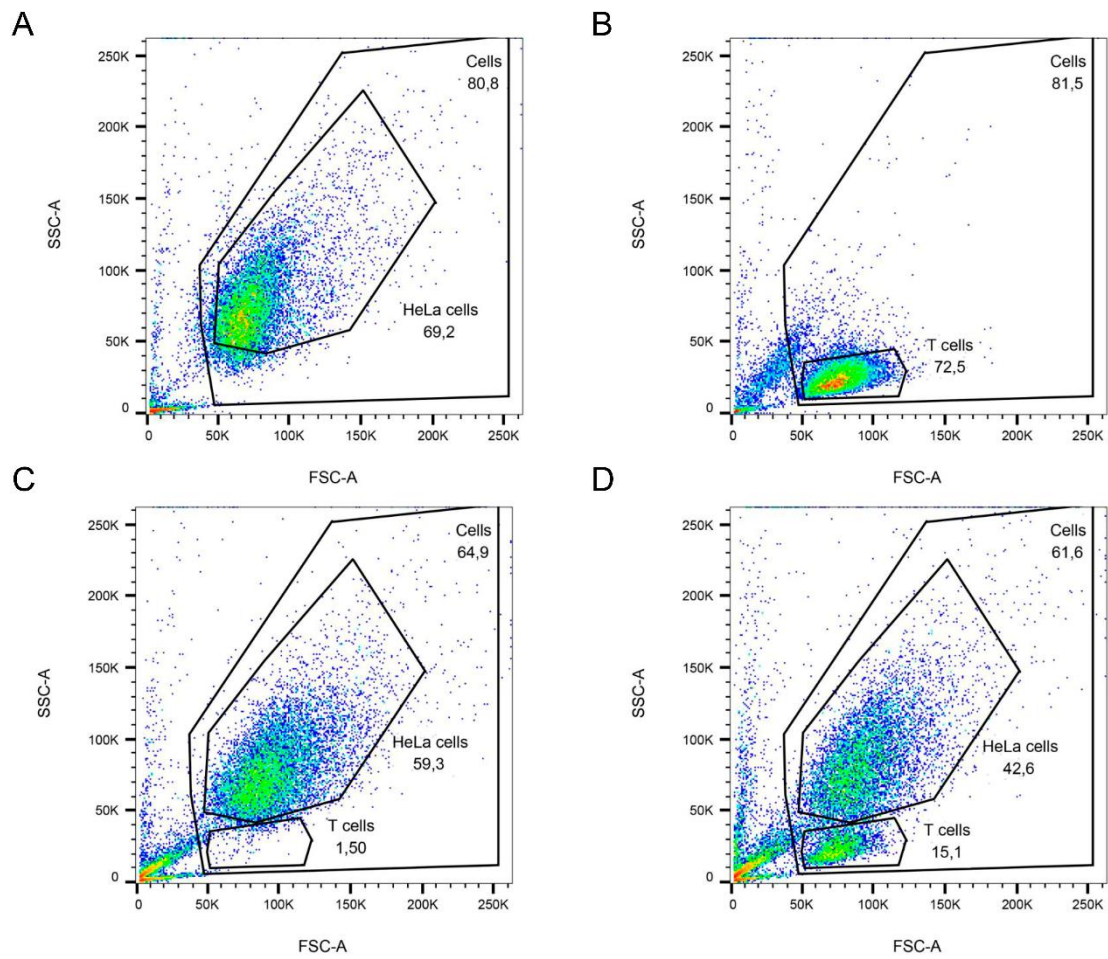 A
B
250K
200K
150K
100K
50K
0
SSC-A
Cells
80,8
HeLa cells
69,2
0 50K 100K 150K 200K 250K
FSC-A
250K
200K
150K
100K
50K
0
SSC-A
Cells
81,5
T cells
72,5
0 50K 100K 150K 200K 250K
FSC-A
C
D
250K
200K
150K
100K
50K
0
SSC-A
Cells
64,9
HeLa cells
59,3
T cells
1,50
0 50K 100K 150K 200K 250K
FSC-A
250K
200K
150K
100K
50K
0
SSC-A
Cells
61,6
HeLa cells
42,6
T cells
15,1
0 50K 100K 150K 200K 250K
FSC-A